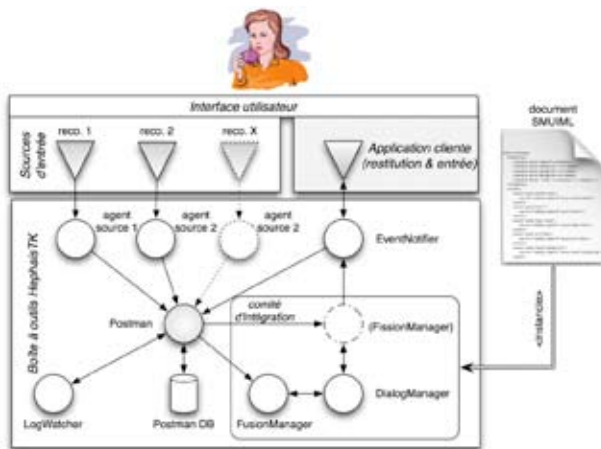 Interface utilisateur
document
SMUIML
Sources
d'entrée
reco. 1
reco. 2
reco. X
Application cliente
(restitution & entrée)
Boîte à outils HephaisTK
agent
source 1
agent
source 2
agent
source 2
EventNotifier
Postman
comité
d'intégration
(FissionManager)
<instancie>
LogWatcher
Postman DB
FusionManager
DialogManager